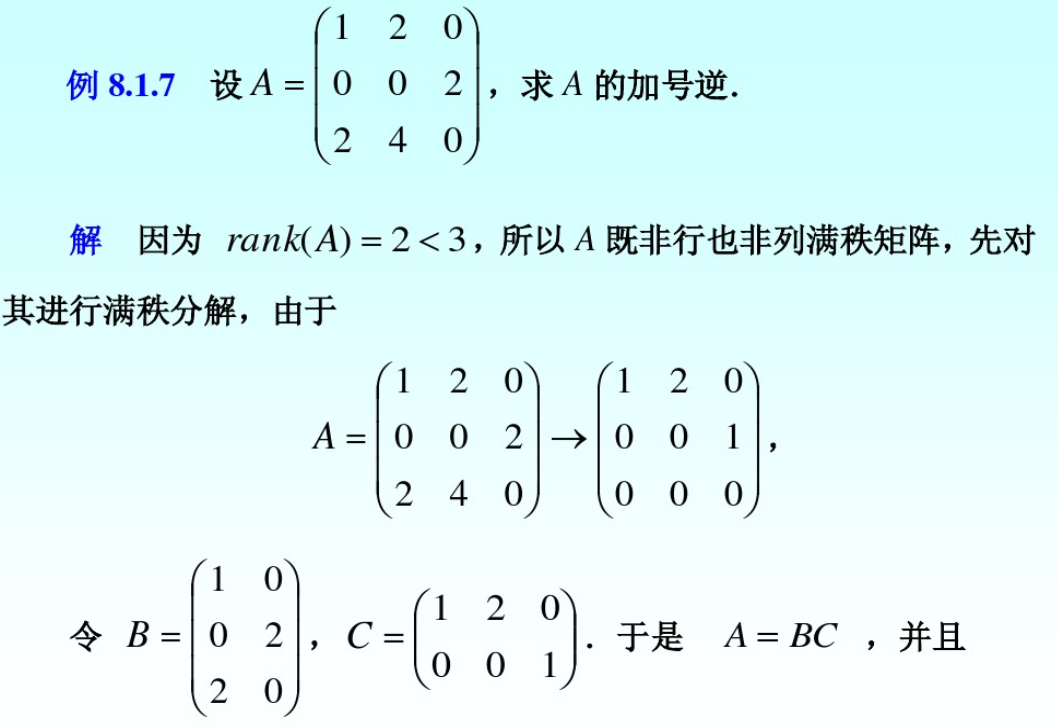 例 8.1.7 设 A = \begin{pmatrix} 1 & 2 & 0 \\ 0 & 0 & 2 \\ 2 & 4 & 0 \end{pmatrix}，求 A 的加号逆．
解 因为 rank(A) = 2 < 3，所以 A 既非行也非列满秩矩阵，先对
其进行满秩分解，由于
A = \begin{pmatrix} 1 & 2 & 0 \\ 0 & 0 & 2 \\ 2 & 4 & 0 \end{pmatrix} → \begin{pmatrix} 1 & 2 & 0 \\ 0 & 0 & 1 \\ 0 & 0 & 0 \end{pmatrix}，
令 B = \begin{pmatrix} 1 & 0 \\ 0 & 2 \\ 2 & 0 \end{pmatrix}，C = \begin{pmatrix} 1 & 2 & 0 \\ 0 & 0 & 1 \end{pmatrix}．于是 A = BC ，并且